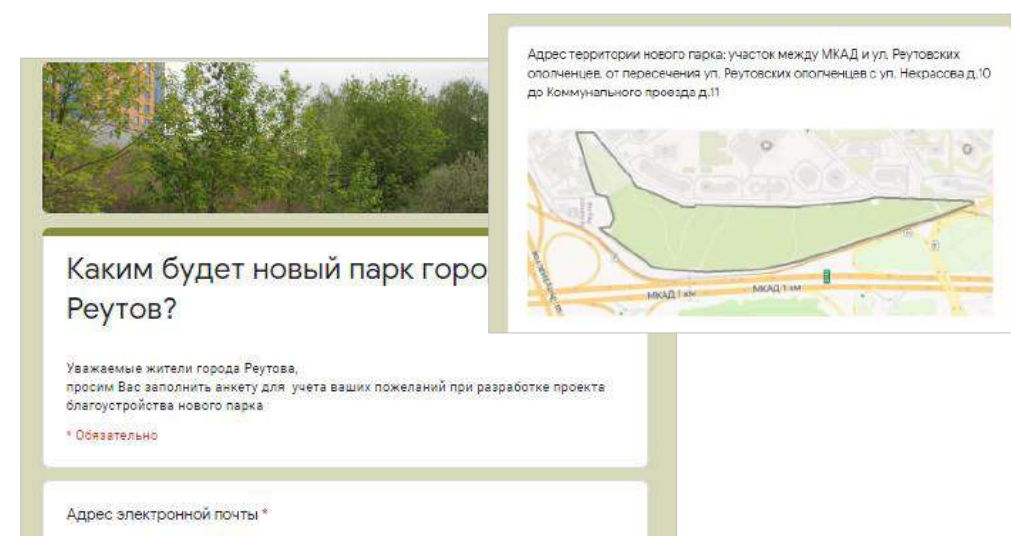 Адрес территории нового парка: участок между МКАД и ул. Реутовских
ополченцев, от пересечения ул. Реутовских ополченцев с ул. Некрасова д.10
до Коммунального проезда д.11
МКАД 1 км
МКАД 1 км
Каким будет новый парк горо
Реутов?
Уважаемые жители города Реутова,
просим Вас заполнить анкету для учета ваших пожеланий при разработке проекта
благоустройства нового парка
* Обязательно
Адрес электронной почты *